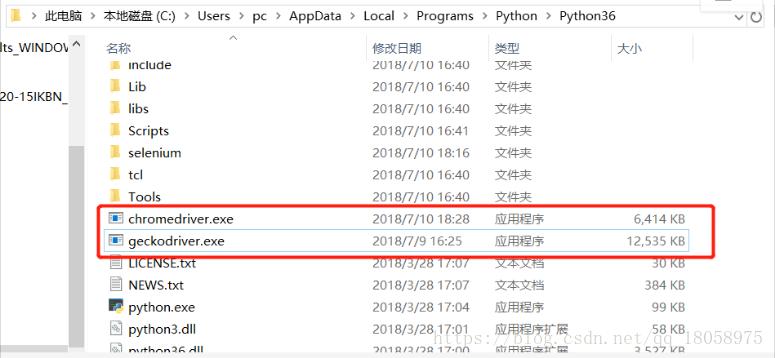 此电脑 › 本地磁盘 (C:) › Users › pc › AppData › Local › Programs › Python › Python36
lts_WINDOW
20-15IKBN_
名称 修改日期 类型 大小
include 2018/7/10 16:40 文件夹
Lib 2018/7/10 16:40 文件夹
libs 2018/7/10 16:40 文件夹
Scripts 2018/7/10 16:41 文件夹
selenium 2018/7/10 18:16 文件夹
tcl 2018/7/10 16:40 文件夹
Tools 2018/7/10 16:40 文件夹
chromedriver.exe 2018/7/10 18:28 应用程序 6,414 KB
geckodriver.exe 2018/7/9 16:25 应用程序 12,535 KB
LICENSE.txt 2018/3/28 17:07 文本文档 30 KB
NEWS.txt 2018/3/28 17:07 文本文档 384 KB
python.exe 2018/3/28 17:04 应用程序 99 KB
python3.dll 2018/3/28 17:01 应用程序扩展 58 KB
python36.dll 2018/3/28 17:00 应用程序扩展 3,527 KB
https://blog.csdn.net/qq_18058975